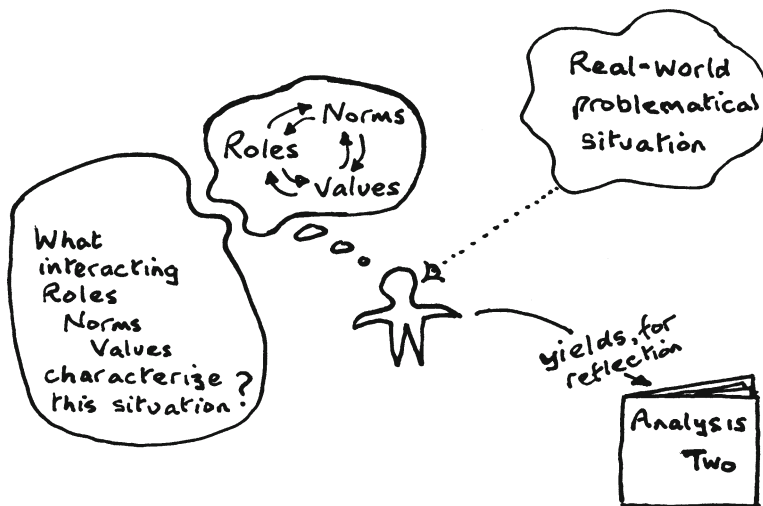 Norms
Roles
Values
Real-world
problematical
situation
What
interacting
Roles
Norms
Values
characterize
this situation?
yields, for
reflection
Analysis
Two